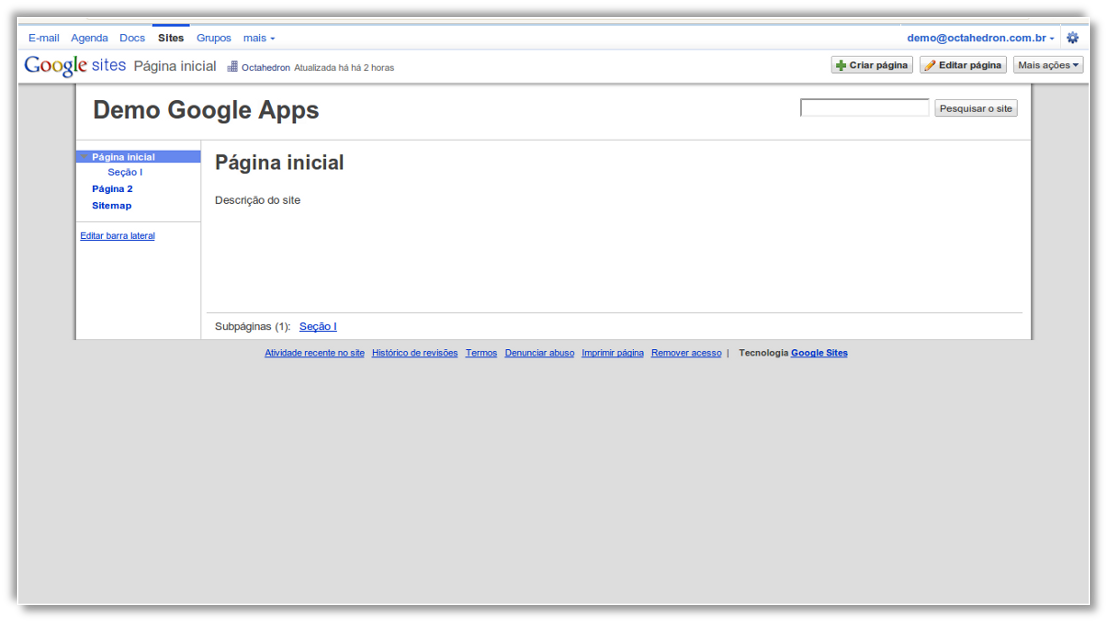 E-mail Agenda Docs Sites Grupos mais demo@octahedron.com.br
Google sites Página inicial Octahedron Atualizada há há 2 horas Criar página Editar página Mais ações
Demo Google Apps Pesquisar o site
Página inicial
Seção I
Página 2
Sitemap
Editar barra lateral
Página inicial
Descrição do site
Subpáginas (1): Seção I
Atividade recente no site Histórico de revisões Termos Denunciar abuso Imprimir página Remover acesso | Tecnologia Google Sites